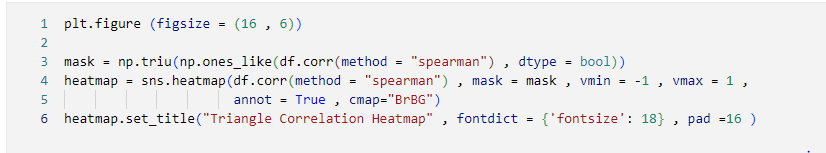 1 plt.figure (figsize = (16 , 6))
2
3 mask = np.triu(np.ones_like(df.corr(method = "spearman") , dtype = bool))
4 heatmap = sns.heatmap(df.corr(method = "spearman") , mask = mask , vmin = -1 , vmax = 1 ,
5                       annot = True , cmap="BrBG")
6 heatmap.set_title("Triangle Correlation Heatmap" , fontdict = {'fontsize': 18} , pad =16 )